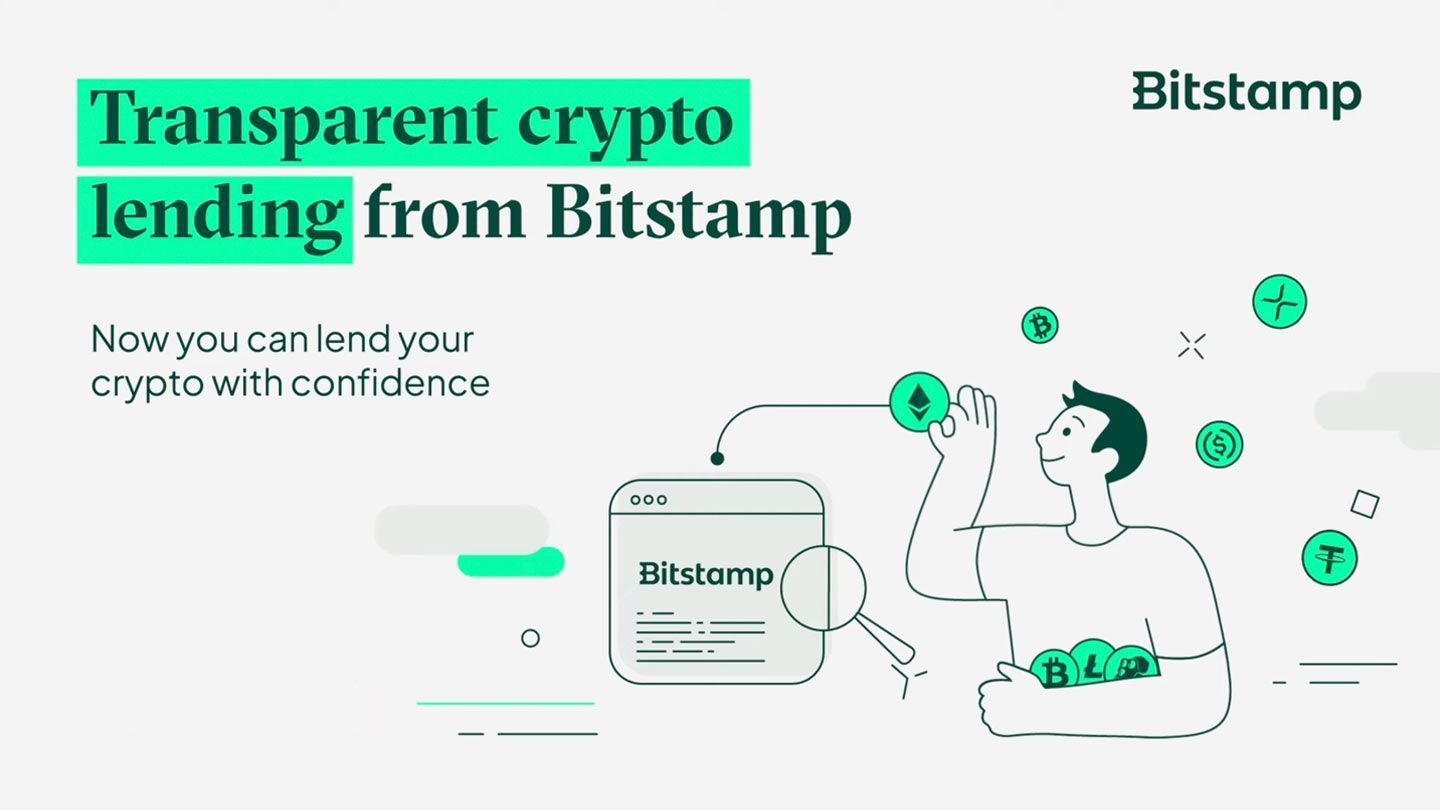 Transparent crypto
lending from Bitstamp
Bitstamp
Now you can lend your
crypto with confidence
Bitstamp